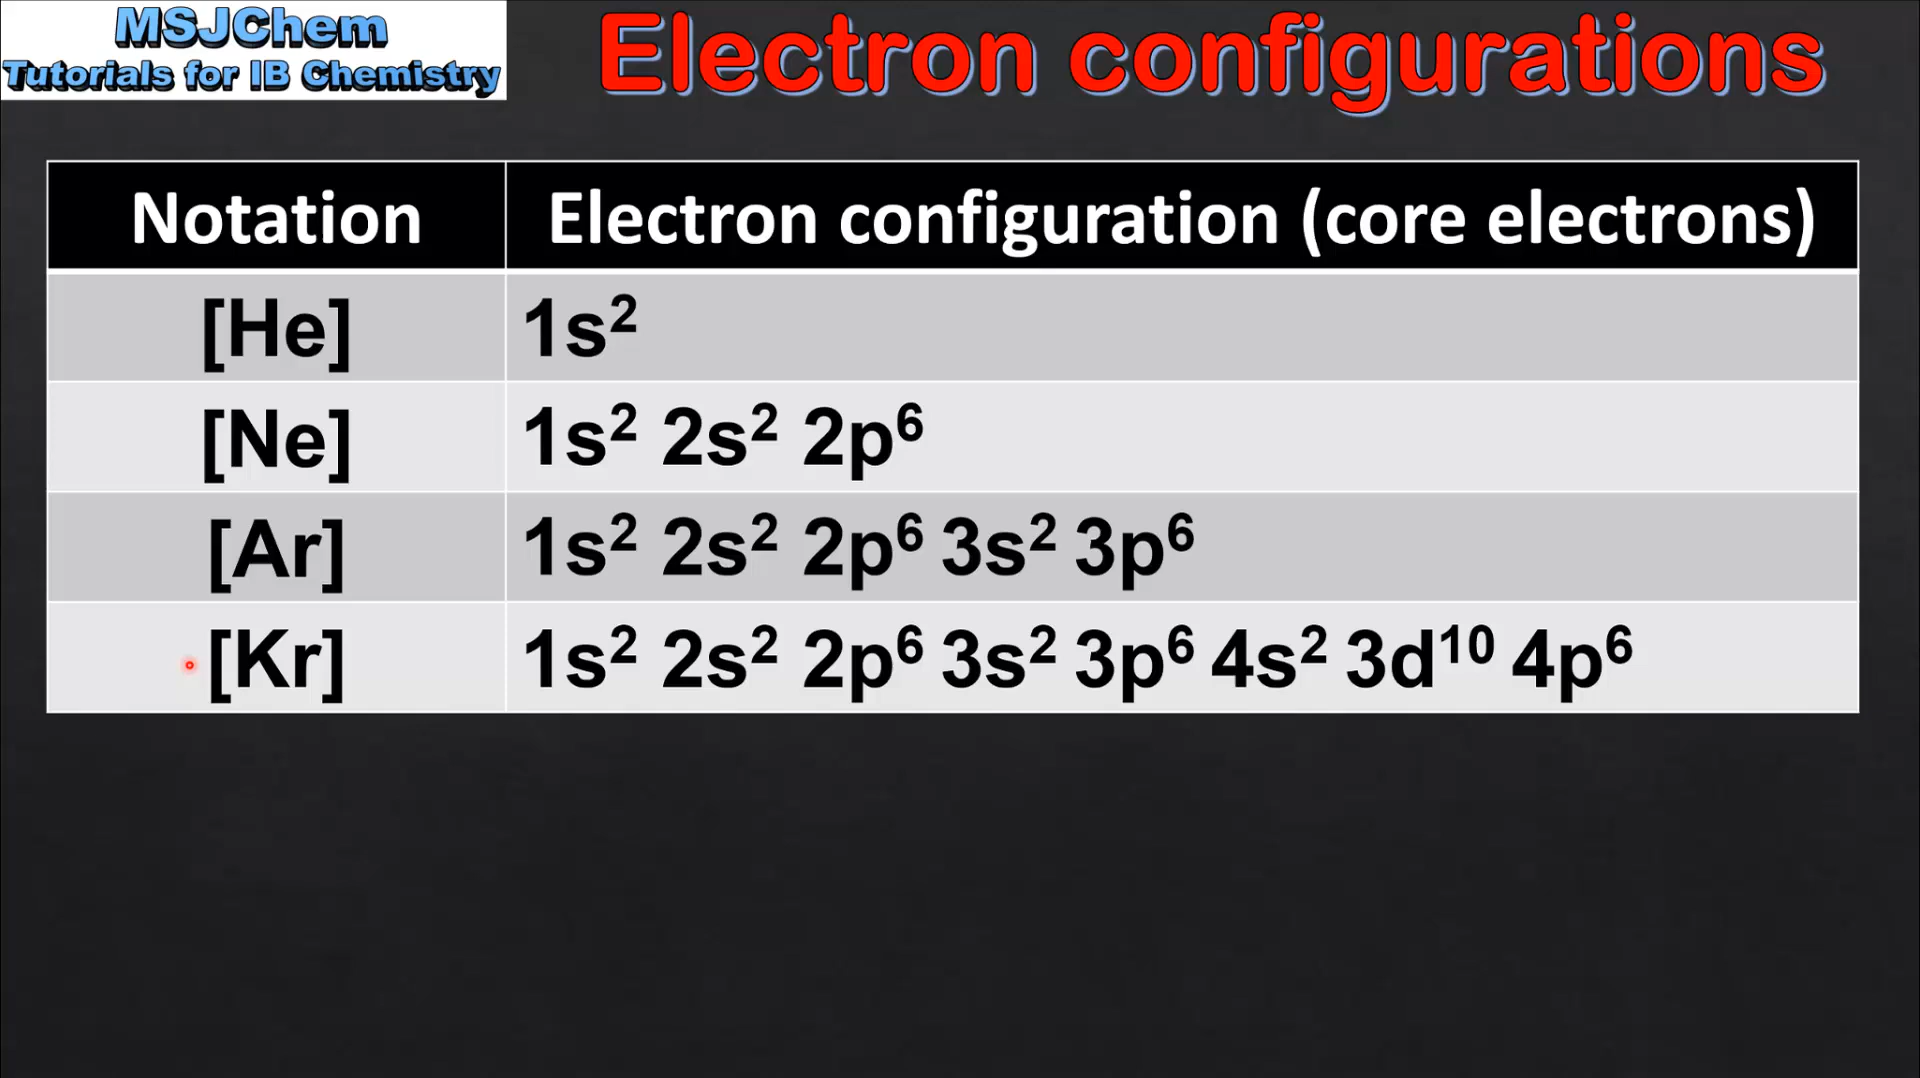 MSJChem
Tutorials for IB Chemistry
Electron configurations
Notation Electron configuration (core electrons)
[He] 1s²
[Ne] 1s² 2s² 2p⁶
[Ar] 1s² 2s² 2p⁶ 3s² 3p⁶
[Kr] 1s² 2s² 2p⁶ 3s² 3p⁶ 4s² 3d¹⁰ 4p⁶